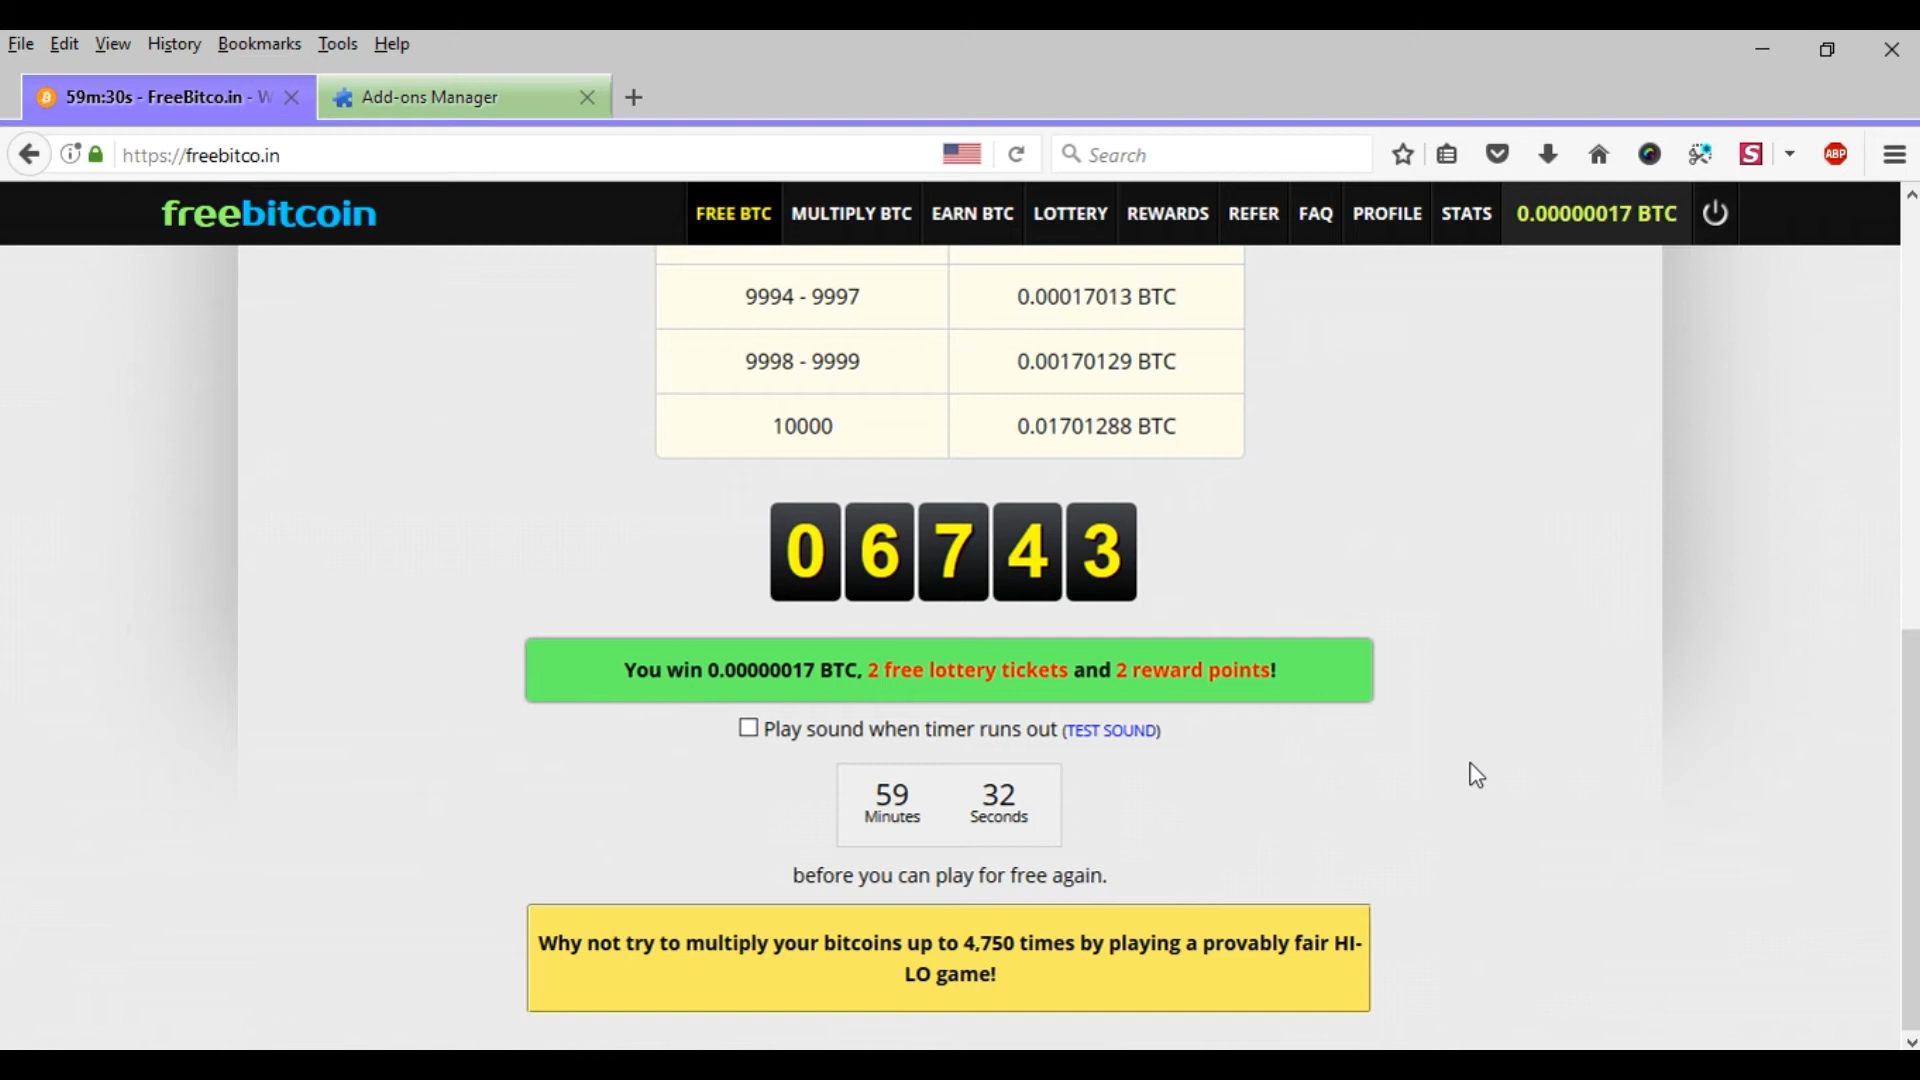 File Edit View History Bookmarks Tools Help
59m:30s - FreeBitco.in - W
Add-ons Manager
https://freebitco.in
Search
S
ABP
freebitcoin
FREE BTC MULTIPLY BTC EARN BTC LOTTERY REWARDS REFER FAQ PROFILE STATS 0.00000017 BTC
9994 - 9997 0.00017013 BTC
9998 - 9999 0.00170129 BTC
10000 0.01701288 BTC
06743
You win 0.00000017 BTC, 2 free lottery tickets and 2 reward points!
Play sound when timer runs out (TEST SOUND)
59 32
Minutes Seconds
before you can play for free again.
Why not try to multiply your bitcoins up to 4,750 times by playing a provably fair HI-
LO game!